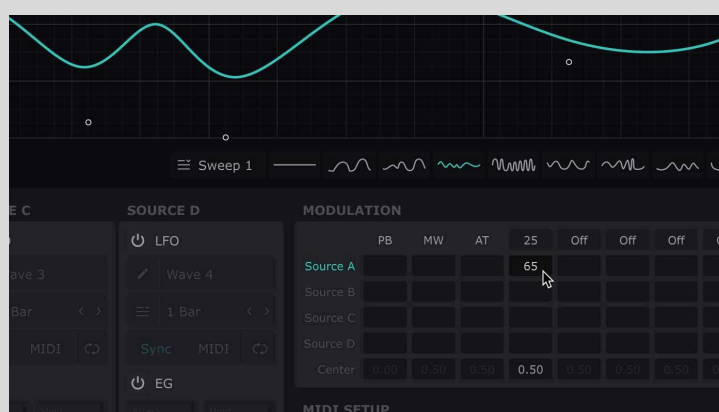 Sweep 1
E C
SOURCE D
MODULATION
LFO
PB MW AT 25 Off Off Off
ave 3
Wave 4
Source A 65
Source B
Bar < >
1 Bar < >
Source C
MIDI
Sync MIDI
Source D
Center 0.00 0.50 0.50 0.50 0.50 0.50 0.50
EG
MIDI SETUP